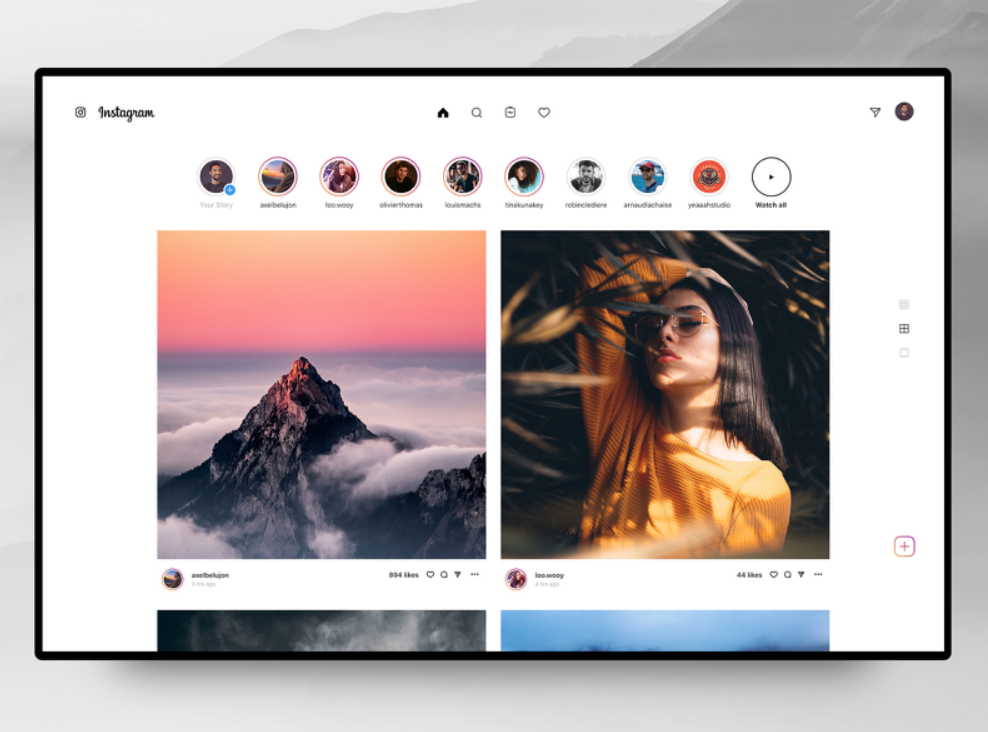 Instagram
Your Story
axelbelujon
loo.wooy
olivierthomas
louismachs
tinakunakey
robinclediere
arnaudlachaise
yeaaahstudio
Watch all
axelbelujon
894 likes
3 hrs ago
loo.wooy
44 likes
4 hrs ago